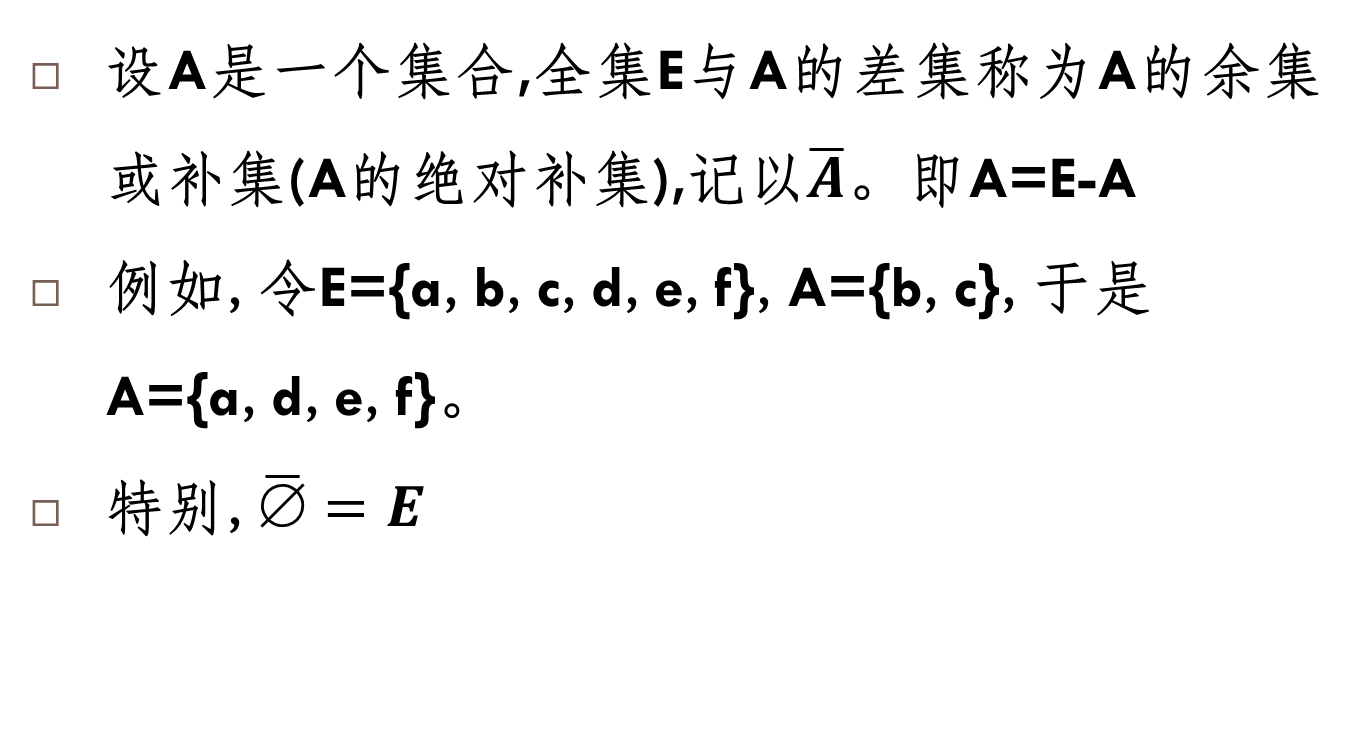 设A是一个集合,全集E与A的差集称为A的余集
或补集(A的绝对补集),记以A̅。即A=E-A
例如, 令E={a, b, c, d, e, f}, A={b, c}, 于是
A={a, d, e, f}。
特别, ∅̅ = E